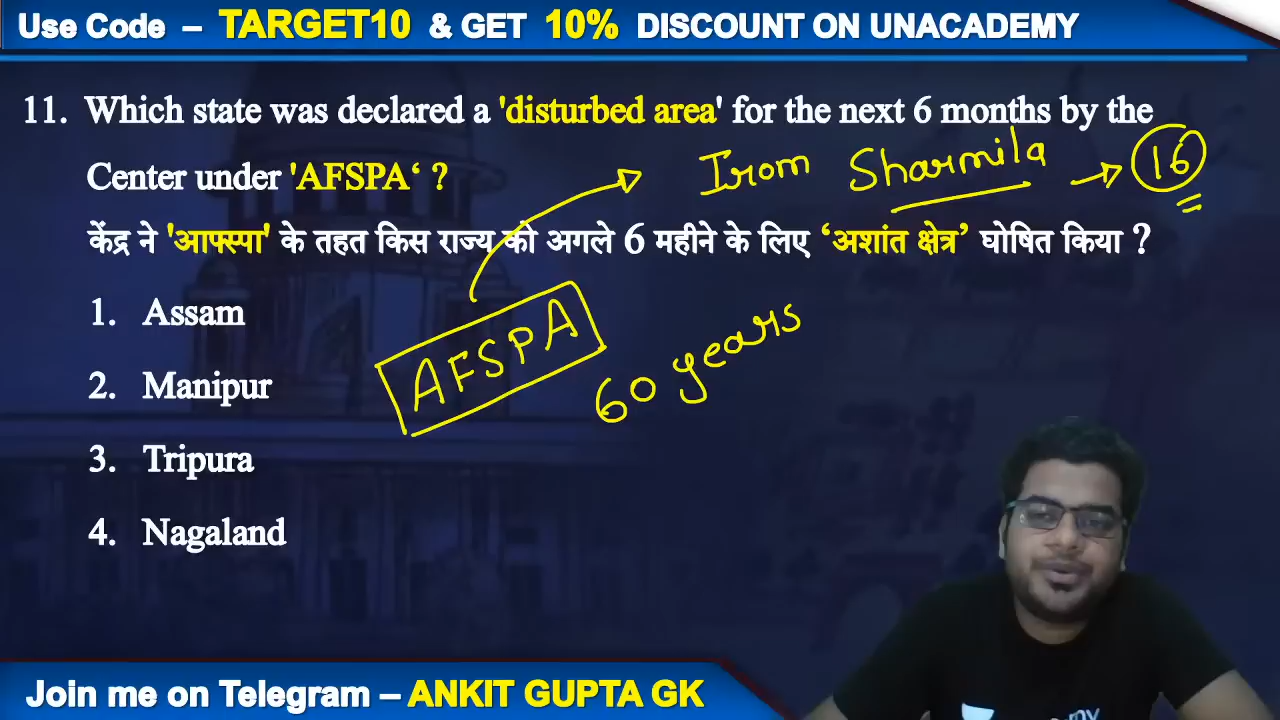 Use Code – TARGET10 & GET 10% DISCOUNT ON UNACADEMY
11. Which state was declared a 'disturbed area' for the next 6 months by the
Center under 'AFSPA‘ ?
Irom Sharmila → 16
केंद्र ने 'आफ्स्पा' के तहत किस राज्य को अगले 6 महीने के लिए ‘अशांत क्षेत्र’ घोषित किया ?
1. Assam
AFSPA
60 years
2. Manipur
3. Tripura
4. Nagaland
Join me on Telegram – ANKIT GUPTA GK